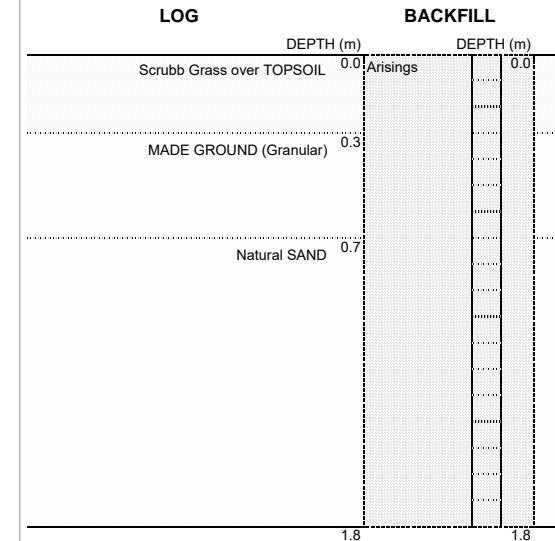 LOG BACKFILL
DEPTH (m) DEPTH (m)
Scrubb Grass over TOPSOIL 0.0 Arisings 0.0
0.3
MADE GROUND (Granular)
0.7
Natural SAND
1.8 1.8